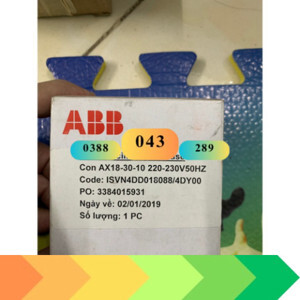 ABB
0388 043 289
Con AX18-30-10 220-230V50HZ
Code: ISVN4DD018088/4DY00
PO: 3384015931
Ngày về: 02/01/2019
Số lượng: 1 PC